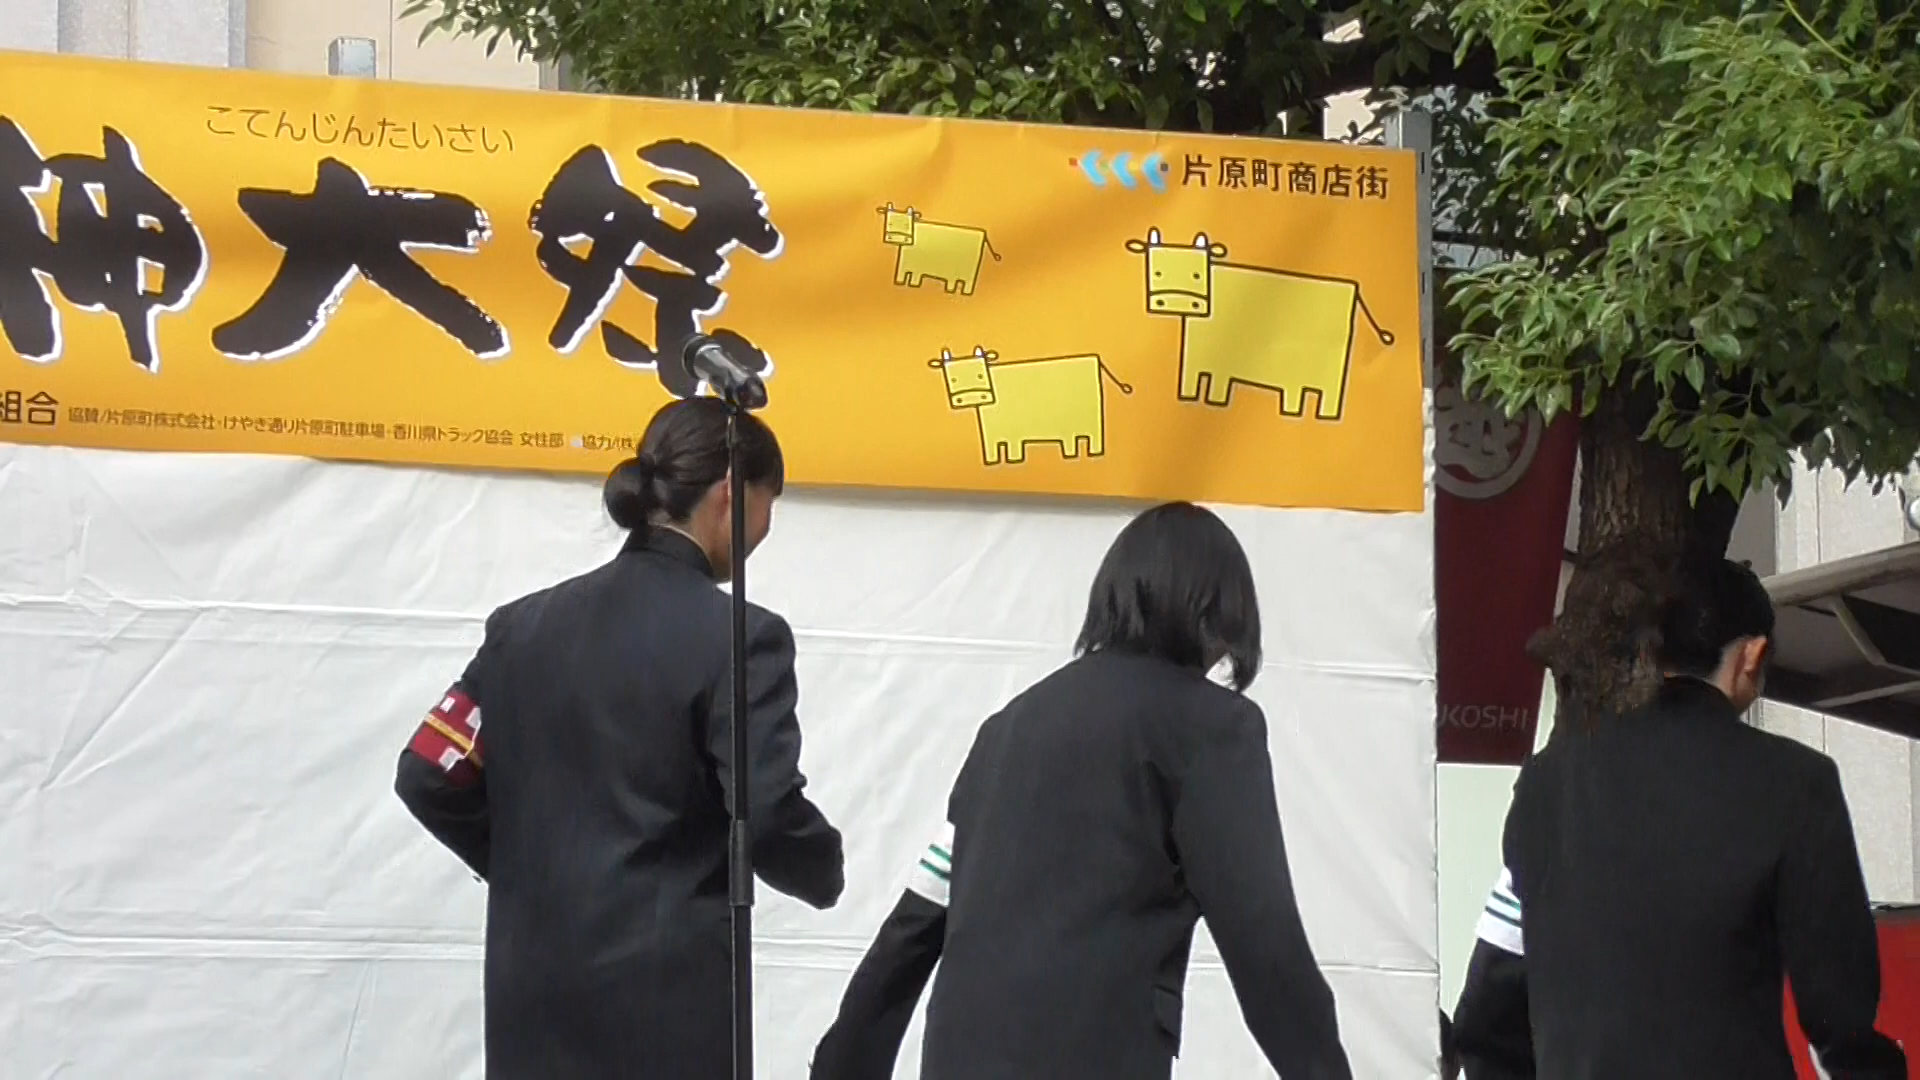 こてんじんたいさい
神大祭
片原町商店街
組合 協賛/片原町株式会社・けやき通り片原町駐車場・香川県トラック協会 女性部 協力/(株
KOSHI